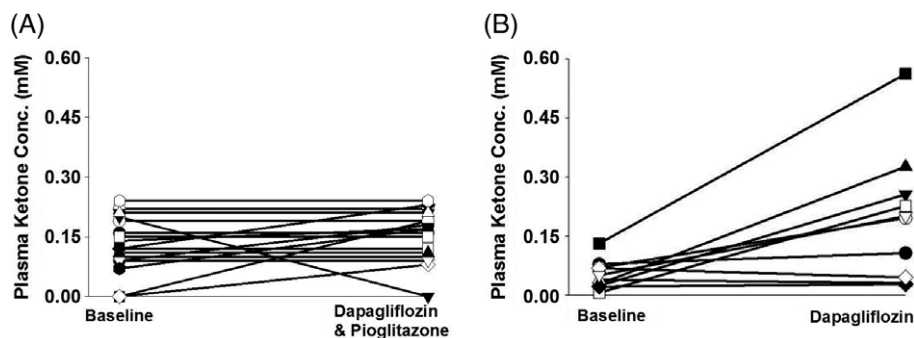 (A)
Plasma Ketone Conc. (mM)
0.60
0.45
0.30
0.15
0.00
Baseline
Dapagliflozin
& Pioglitazone
(B)
Plasma Ketone Conc. (mM)
0.60
0.45
0.30
0.15
0.00
Baseline
Dapagliflozin